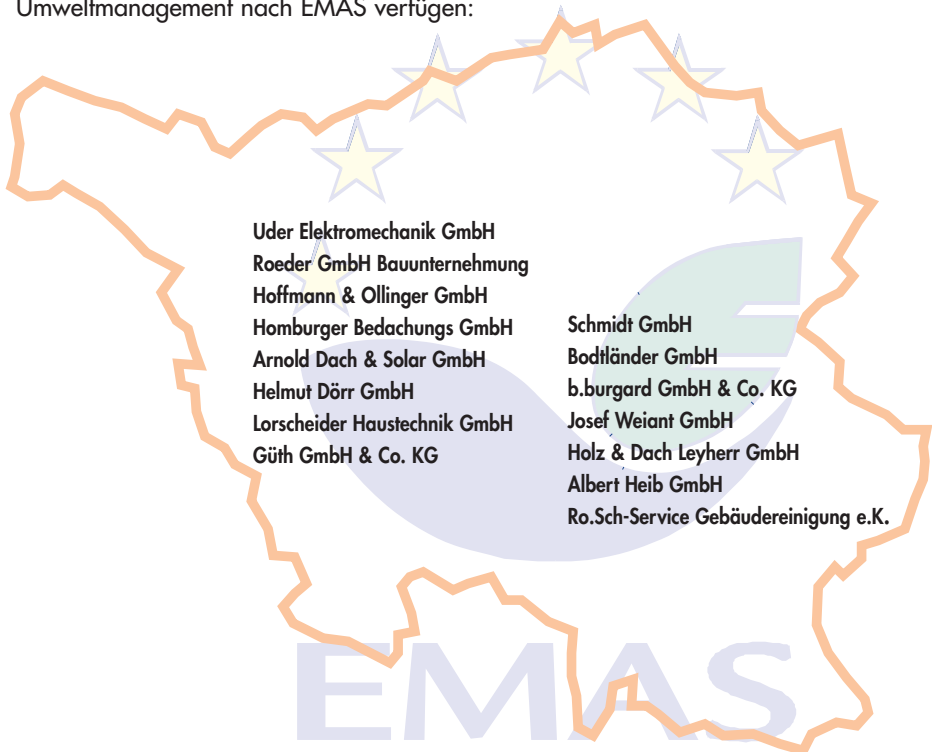 Umweltmanagement nach EMAS verfügen:
Uder Elektromechanik GmbH
Roeder GmbH Bauunternehmung
Hoffmann & Ollinger GmbH
Homburger Bedachungs GmbH
Arnold Dach & Solar GmbH
Helmut Dörr GmbH
Lorscheider Haustechnik GmbH
Güth GmbH & Co. KG
Schmidt GmbH
Bodtländer GmbH
b.burgard GmbH & Co. KG
Josef Weiant GmbH
Holz & Dach Leyherr GmbH
Albert Heib GmbH
Ro.Sch-Service Gebäudereinigung e.K.
EMAS